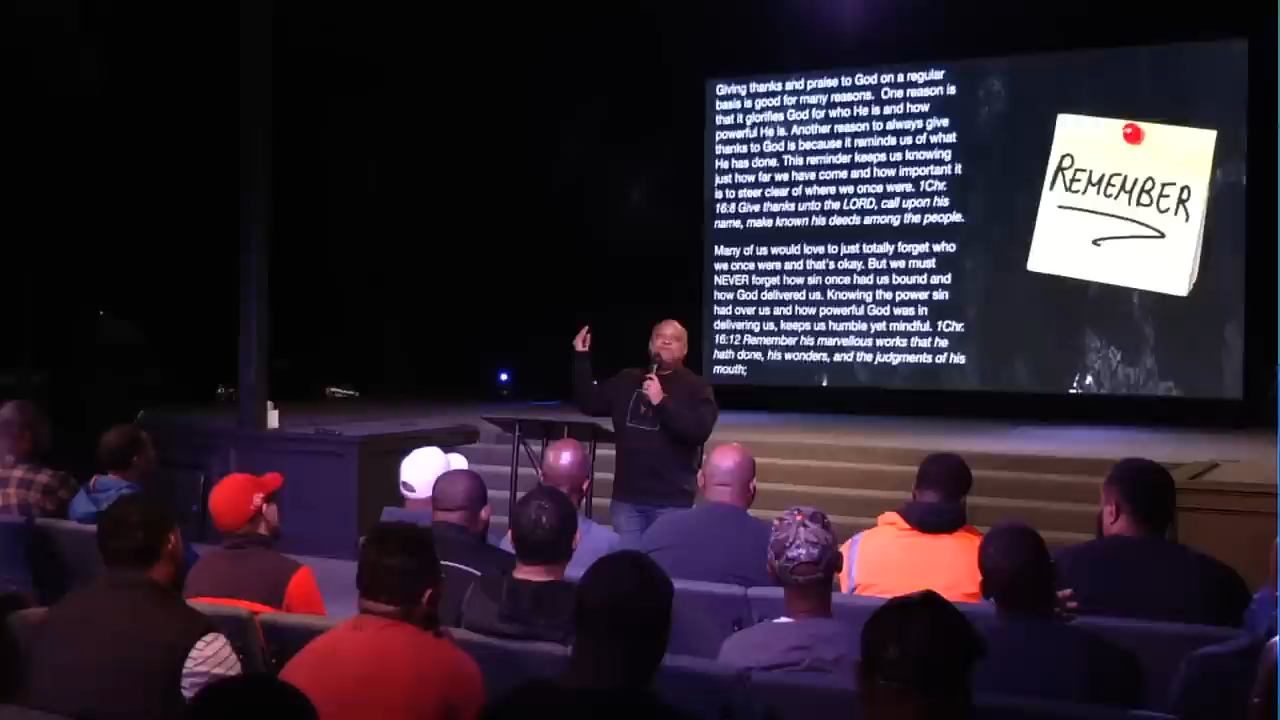 Giving thanks and praise to God on a regular
basis is good for many reasons. One reason is
that it glorifies God for who He is and how
powerful He is. Another reason to always give
thanks to God is because it reminds us of what
He has done. This reminder keeps us knowing
just how far we have come and how important it
is to steer clear of where we once were. 1Chr.
16:8 Give thanks unto the LORD, call upon his
name, make known his deeds among the people.
Many of us would love to just totally forget who
we once were and that's okay. But we must
NEVER forget how sin once had us bound and
how God delivered us. Knowing the power sin
had over us and how powerful God was in
delivering us, keeps us humble yet mindful. 1Chr.
16:12 Remember his marvellous works that he
hath done, his wonders, and the judgments of his
mouth;
REMEMBER